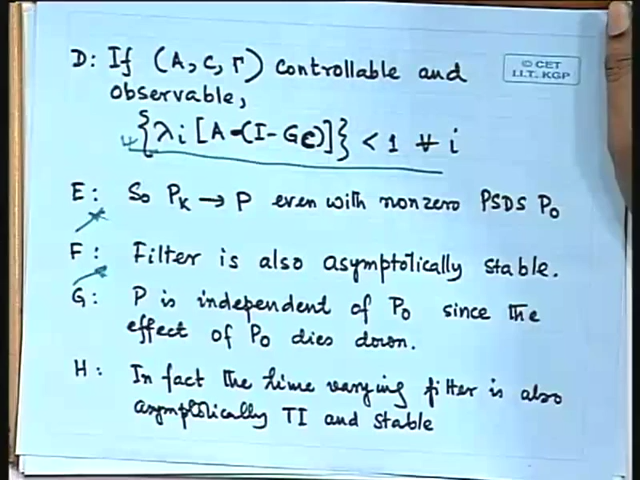 D: If (A, C, Γ) controllable and
© CET
I.I.T. KGP
observable,
{λi [A-(I-GC)]} < 1 ∀ i
E: So PK → P even with nonzero PSDS P0
F: Filter is also asymptotically stable.
G: P is independent of P0 since the
effect of P0 dies down.
H: In fact the time varying filter is also
asymptotically TI and stable